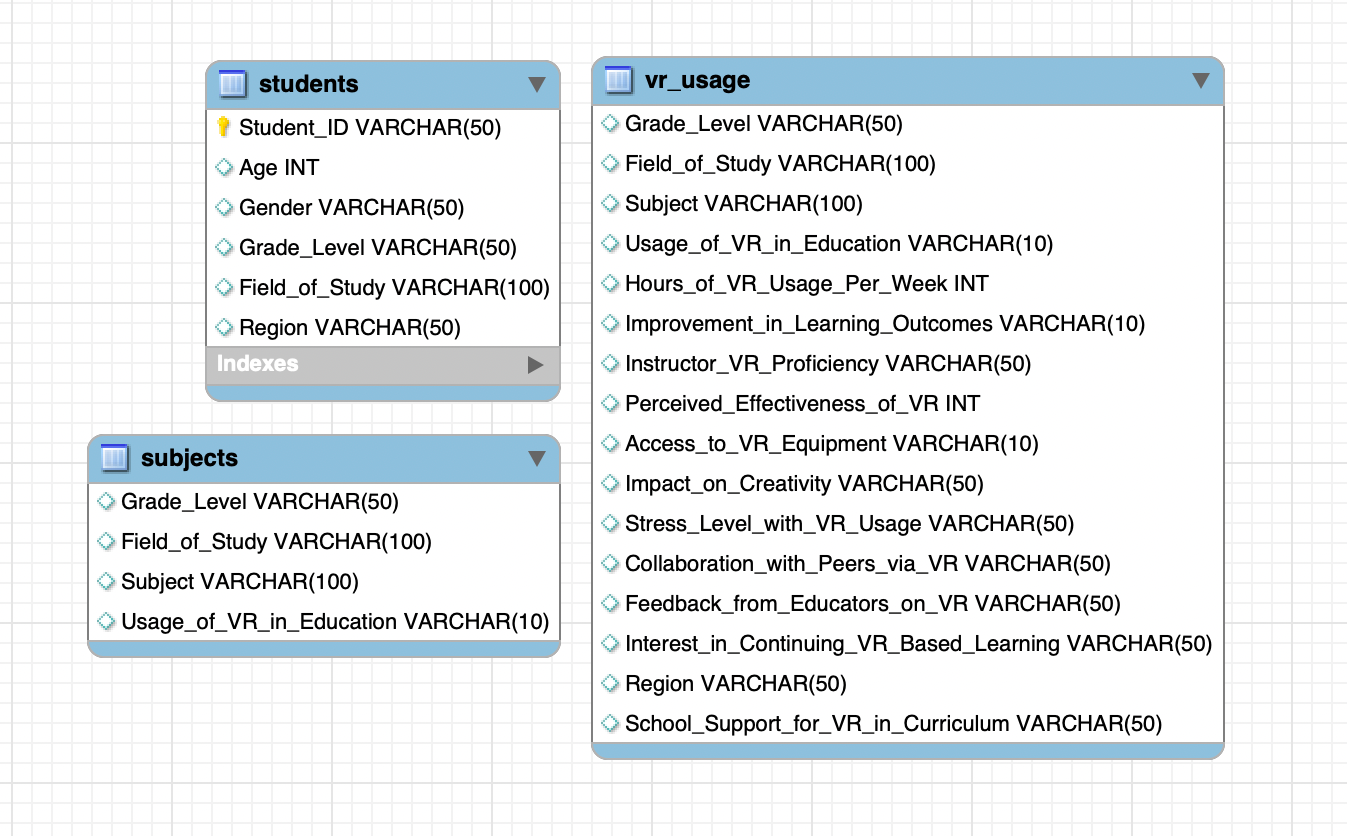 students
Student_ID VARCHAR(50)
Age INT
Gender VARCHAR(50)
Grade_Level VARCHAR(50)
Field_of_Study VARCHAR(100)
Region VARCHAR(50)
Indexes
subjects
Grade_Level VARCHAR(50)
Field_of_Study VARCHAR(100)
Subject VARCHAR(100)
Usage_of_VR_in_Education VARCHAR(10)
vr_usage
Grade_Level VARCHAR(50)
Field_of_Study VARCHAR(100)
Subject VARCHAR(100)
Usage_of_VR_in_Education VARCHAR(10)
Hours_of_VR_Usage_Per_Week INT
Improvement_in_Learning_Outcomes VARCHAR(10)
Instructor_VR_Proficiency VARCHAR(50)
Perceived_Effectiveness_of_VR INT
Access_to_VR_Equipment VARCHAR(10)
Impact_on_Creativity VARCHAR(50)
Stress_Level_with_VR_Usage VARCHAR(50)
Collaboration_with_Peers_via_VR VARCHAR(50)
Feedback_from_Educators_on_VR VARCHAR(50)
Interest_in_Continuing_VR_Based_Learning VARCHAR(50)
Region VARCHAR(50)
School_Support_for_VR_in_Curriculum VARCHAR(50)